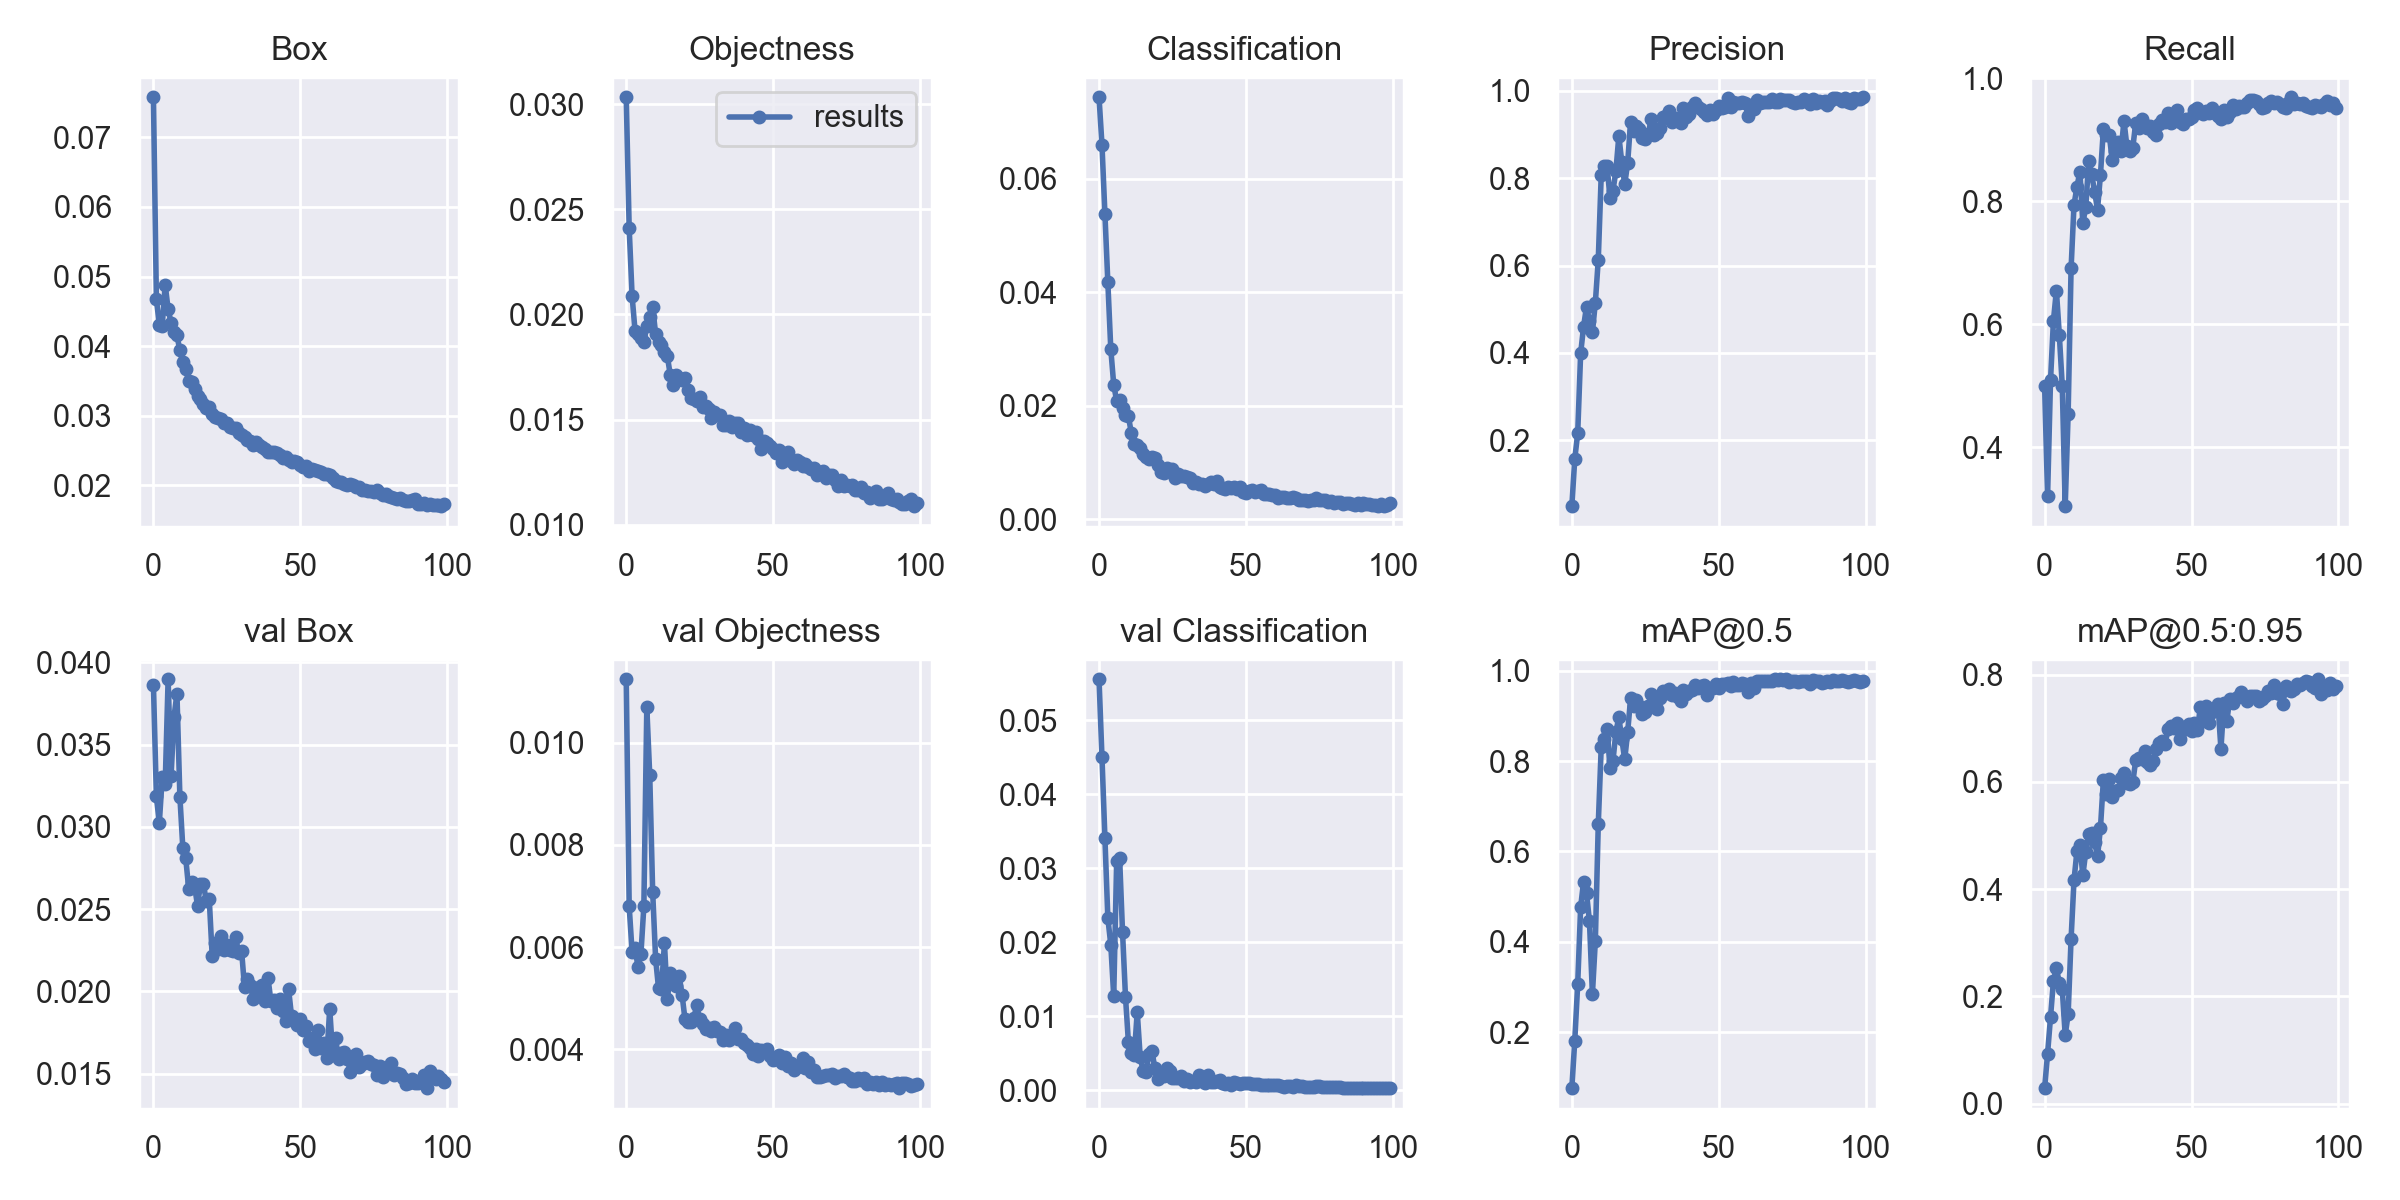 Box
0.07
0.06
0.05
0.04
0.03
0.02
0 50 100
Objectness
results
0.030
0.025
0.020
0.015
0.010
0 50 100
Classification
0.06
0.04
0.02
0.00
0 50 100
Precision
1.0
0.8
0.6
0.4
0.2
0 50 100
Recall
1.0
0.8
0.6
0.4
0 50 100
val Box
0.040
0.035
0.030
0.025
0.020
0.015
0 50 100
val Objectness
0.010
0.008
0.006
0.004
0 50 100
val Classification
0.05
0.04
0.03
0.02
0.01
0.00
0 50 100
mAP@0.5
1.0
0.8
0.6
0.4
0.2
0 50 100
mAP@0.5:0.95
0.8
0.6
0.4
0.2
0.0
0 50 100